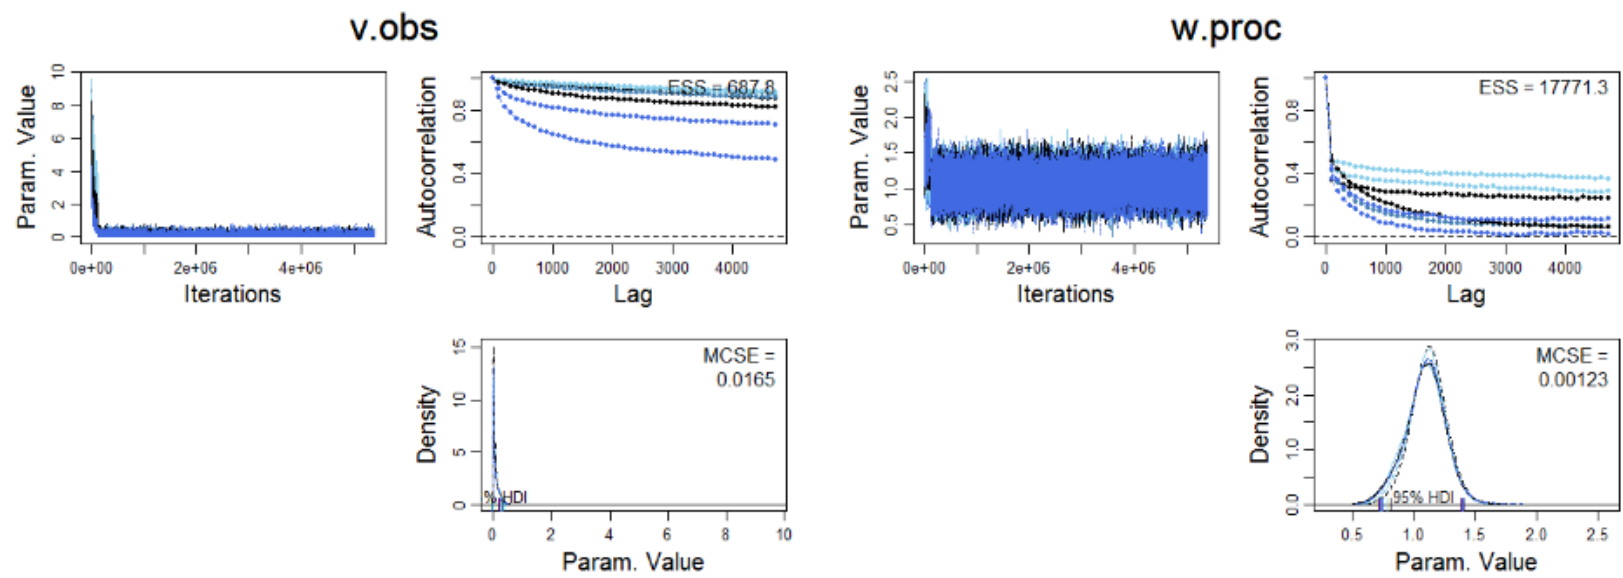 v.obs
w.proc
Param. Value
0 2 4 6 8 10
0e+00 2e+06 4e+06
Iterations
Autocorrelation
0.0 0.4 0.8
ESS = 687.8
0 1000 2000 3000 4000
Lag
Param. Value
0.5 1.0 1.5 2.0 2.5
0e+00 2e+06 4e+06
Iterations
Autocorrelation
0.0 0.4 0.8
ESS = 17771.3
0 1000 2000 3000 4000
Lag
Density
0 5 10 15
MCSE =
0.0165
% HDI
0 2 4 6 8 10
Param. Value
Density
0.0 1.0 2.0 3.0
MCSE =
0.00123
95% HDI
0.5 1.0 1.5 2.0 2.5
Param. Value